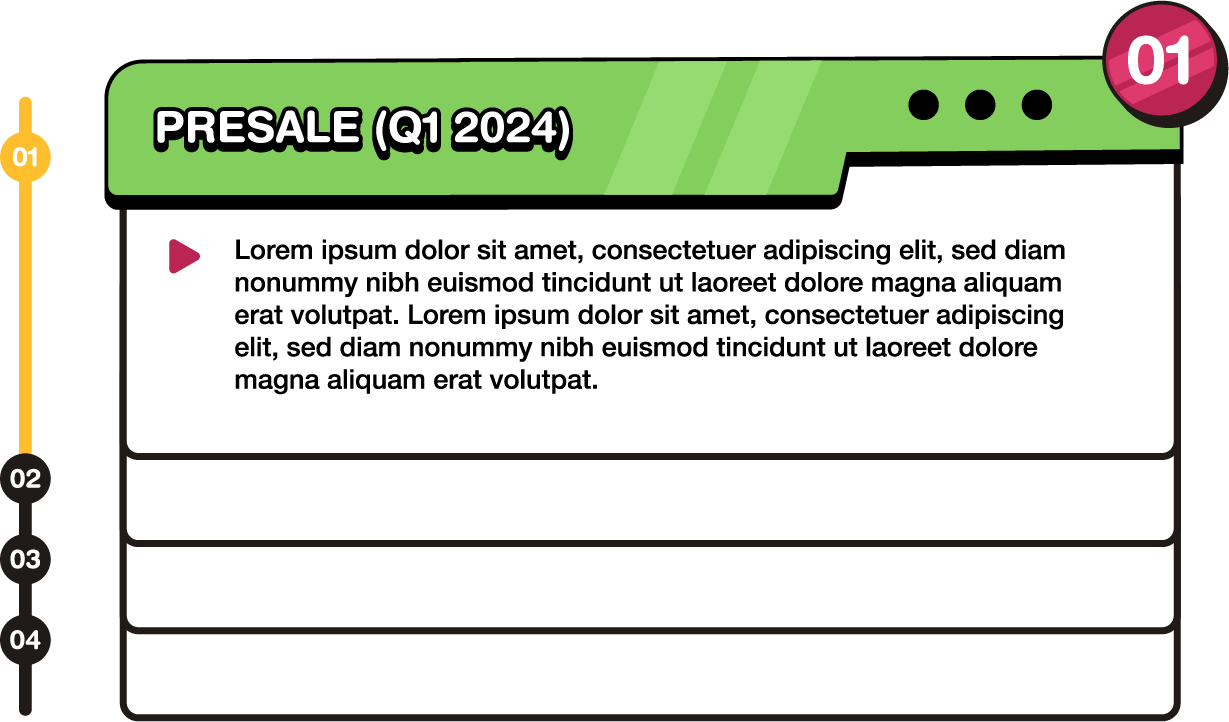 01
PRESALE (Q1 2024)
01
Lorem ipsum dolor sit amet, consectetuer adipiscing elit, sed diam
nonummy nibh euismod tincidunt ut laoreet dolore magna aliquam
erat volutpat. Lorem ipsum dolor sit amet, consectetuer adipiscing
elit, sed diam nonummy nibh euismod tincidunt ut laoreet dolore
magna aliquam erat volutpat.
02
03
04